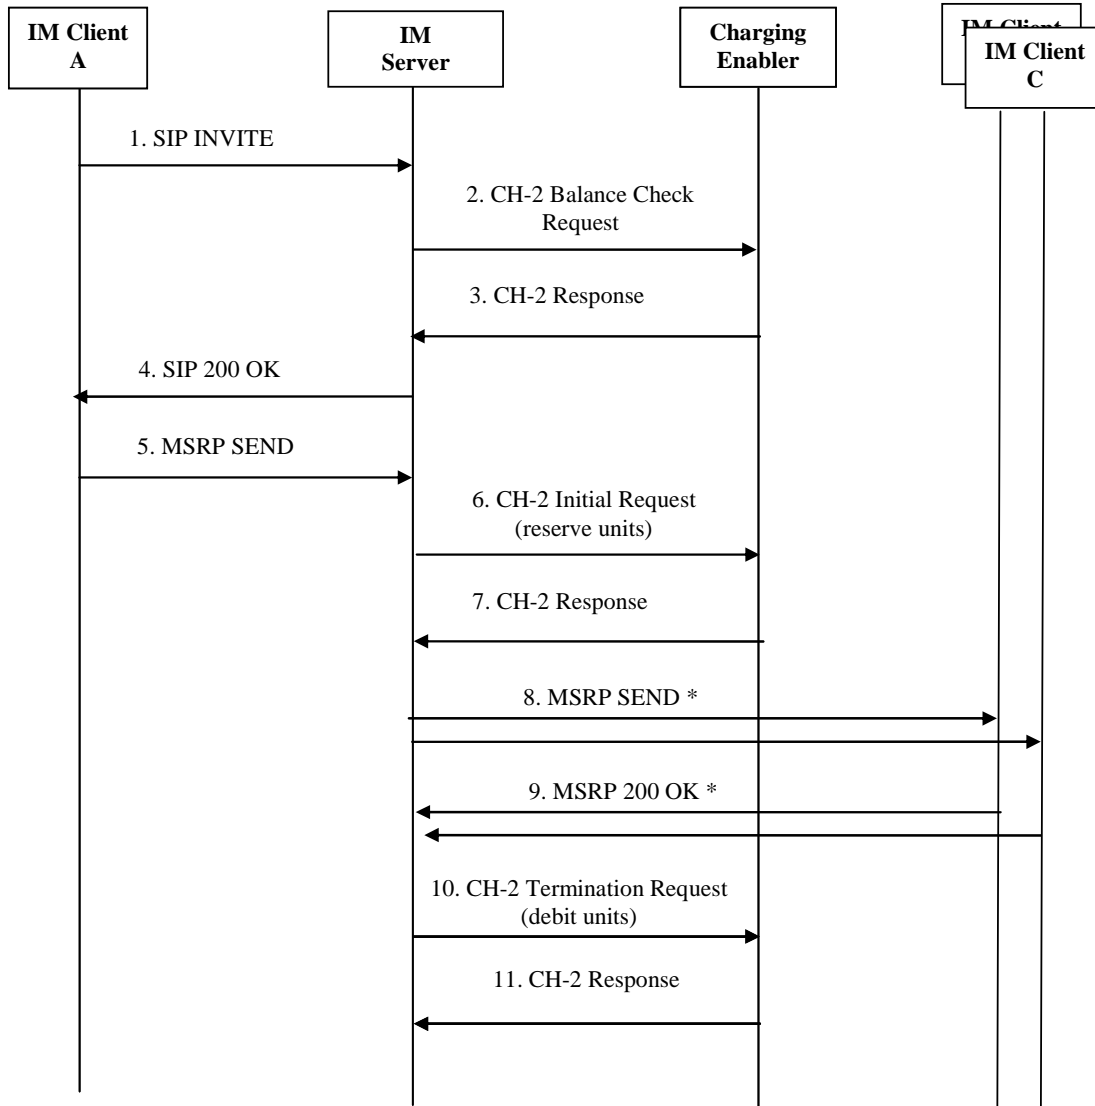 IM Client
A
IM
Server
Charging
Enabler
IM Client
IM Client
C
1. SIP INVITE
2. CH-2 Balance Check
Request
3. CH-2 Response
4. SIP 200 OK
5. MSRP SEND
6. CH-2 Initial Request
(reserve units)
7. CH-2 Response
8. MSRP SEND *
9. MSRP 200 OK *
10. CH-2 Termination Request
(debit units)
11. CH-2 Response